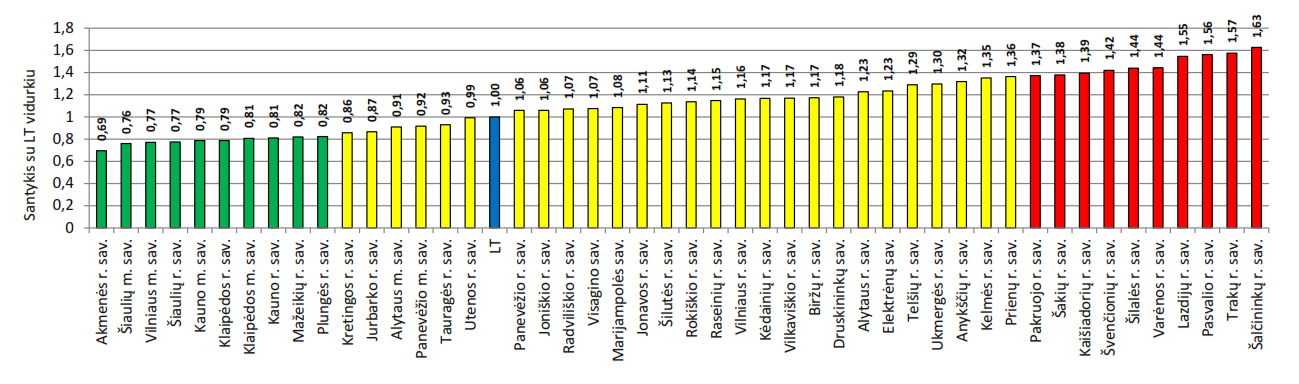 Santykis su LT vidurkiu
1,8
1,6
1,4
1,2
1
0,8
0,6
0,4
0,2
0
0,69
0,76
0,77
0,77
0,79
0,79
0,81
0,81
0,82
0,82
0,86
0,87
0,91
0,92
0,93
0,99
1,00
1,06
1,06
1,07
1,07
1,08
1,11
1,13
1,14
1,15
1,16
1,17
1,17
1,17
1,18
1,23
1,23
1,29
1,30
1,32
1,35
1,36
1,37
1,38
1,39
1,42
1,44
1,44
1,55
1,56
1,57
1,63
Akmenės r. sav.
Šiaulių m. sav.
Vilniaus m. sav.
Šiaulių r. sav.
Kauno m. sav.
Klaipėdos r. sav.
Klaipėdos m. sav.
Kauno r. sav.
Mažeikių r. sav.
Plungės r. sav.
Kretingos r. sav.
Jurbarko r. sav.
Alytaus m. sav.
Panevėžio m. sav.
Tauragės r. sav.
Utenos r. sav.
LT
Panevėžio r. sav.
Joniškio r. sav.
Radviliškio r. sav.
Visagino sav.
Marijampolės sav.
Jonavos r. sav.
Šilutės r. sav.
Rokiškio r. sav.
Raseinių r. sav.
Vilniaus r. sav.
Kėdainių r. sav.
Vilkaviškio r. sav.
Biržų r. sav.
Druskininkų sav.
Alytaus r. sav.
Elektrėnų sav.
Telšių r. sav.
Ukmergės r. sav.
Anykščių r. sav.
Kelmės r. sav.
Prienų r. sav.
Pakruojo r. sav.
Šakių r. sav.
Kaišiadorių r. sav.
Švenčionių r. sav.
Šilalės r. sav.
Varėnos r. sav.
Lazdijų r. sav.
Pasvalio r. sav.
Trakų r. sav.
Šalčininkų r. sav.